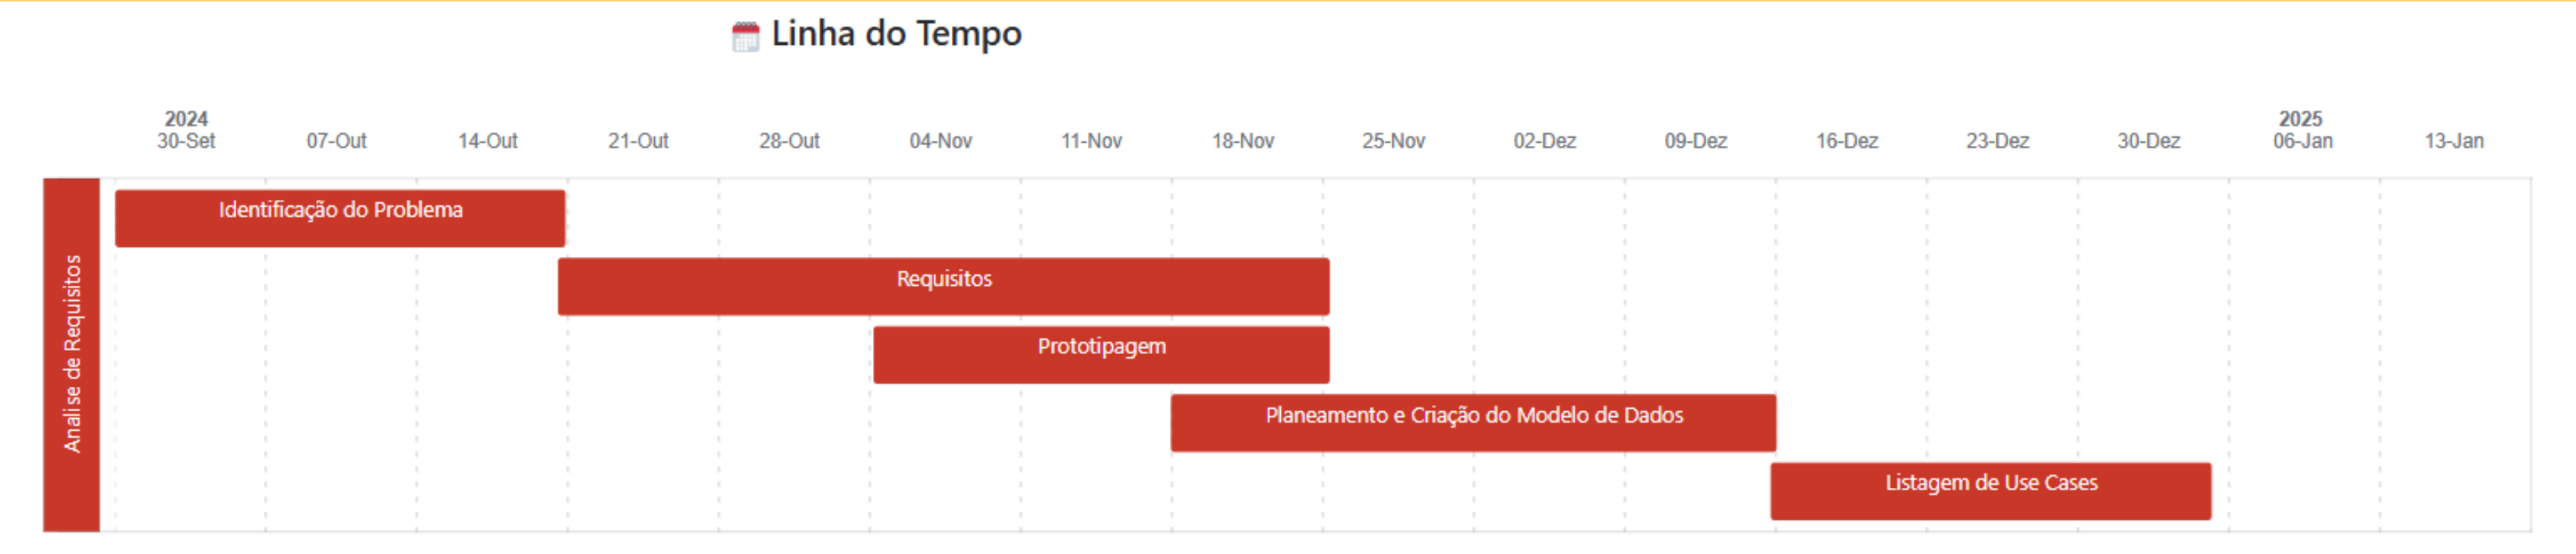 Linha do Tempo
2024 2025
30-Set 07-Out 14-Out 21-Out 28-Out 04-Nov 11-Nov 18-Nov 25-Nov 02-Dez 09-Dez 16-Dez 23-Dez 30-Dez 06-Jan 13-Jan
Analise de Requisitos
Identificação do Problema
Requisitos
Prototipagem
Planeamento e Criação do Modelo de Dados
Listagem de Use Cases